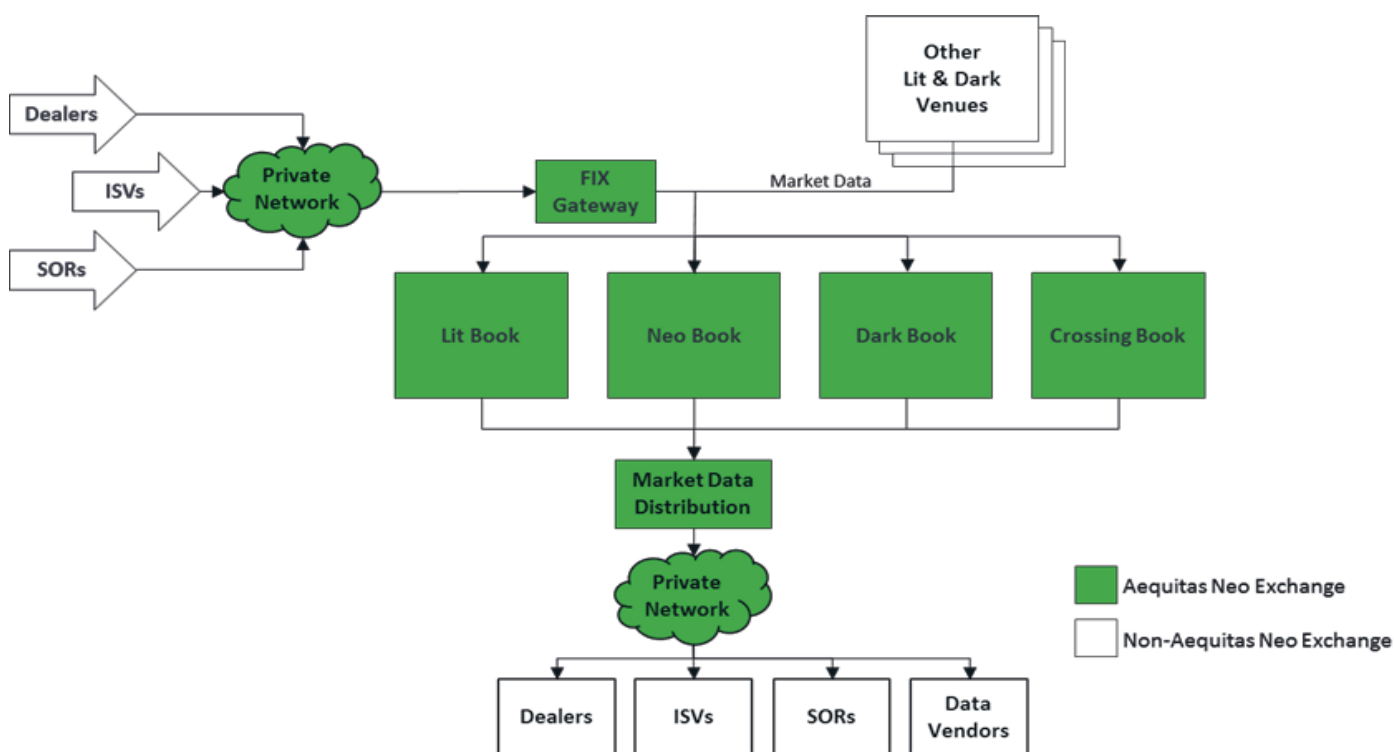 Other
Lit & Dark
Venues
Dealers
ISVs
SORs
Private
Network
FIX
Gateway
Market Data
Lit Book
Neo Book
Dark Book
Crossing Book
Market Data
Distribution
Private
Network
Aequitas Neo Exchange
Non-Aequitas Neo Exchange
Dealers
ISVs
SORs
Data
Vendors